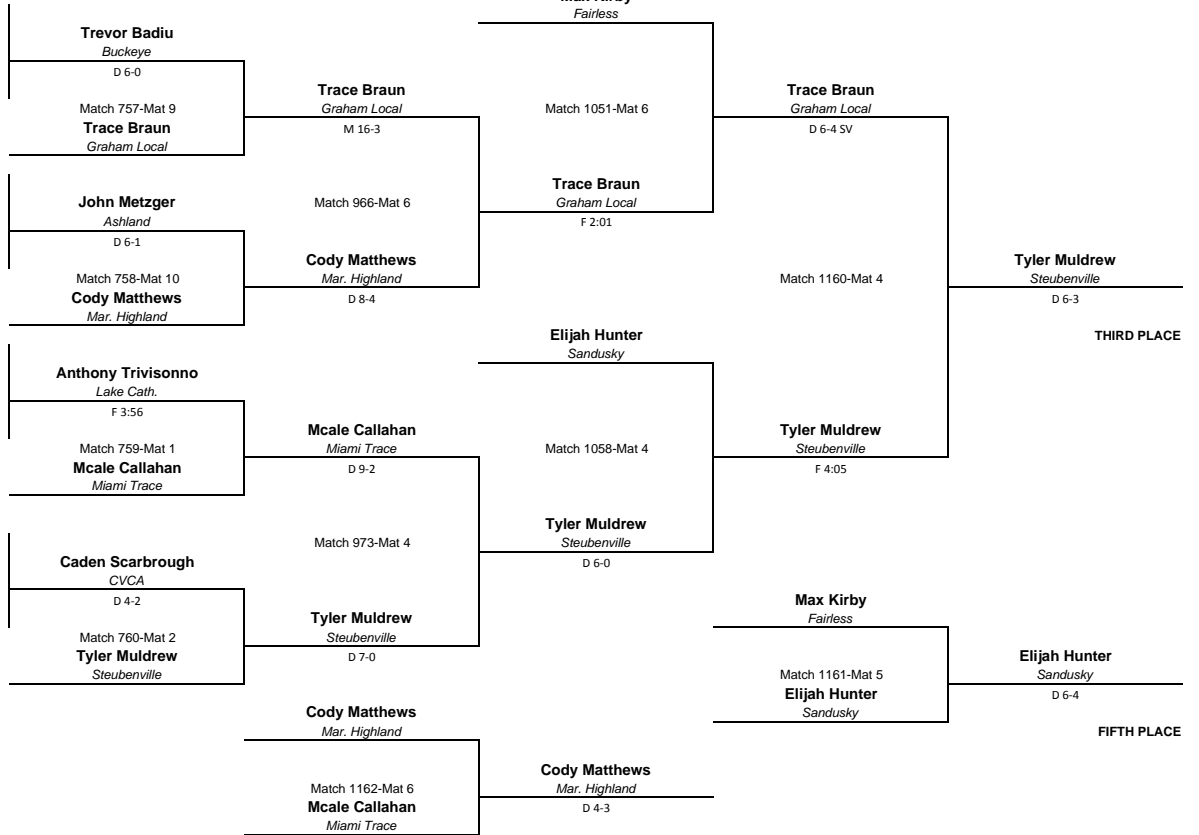 Max Kirby
Fairless
Trevor Badiu
Buckeye
D 6-0
Match 757-Mat 9
Trace Braun
Graham Local
Trace Braun
Graham Local
M 16-3
Match 1051-Mat 6
Trace Braun
Graham Local
D 6-4 SV
John Metzger
Ashland
D 6-1
Match 758-Mat 10
Cody Matthews
Mar. Highland
Match 966-Mat 6
Cody Matthews
Mar. Highland
D 8-4
Trace Braun
Graham Local
F 2:01
Match 1160-Mat 4
Tyler Muldrew
Steubenville
D 6-3
THIRD PLACE
Elijah Hunter
Sandusky
Anthony Trivisonno
Lake Cath.
F 3:56
Match 759-Mat 1
Mcale Callahan
Miami Trace
Mcale Callahan
Miami Trace
D 9-2
Match 1058-Mat 4
Tyler Muldrew
Steubenville
F 4:05
Match 973-Mat 4
Tyler Muldrew
Steubenville
D 6-0
Caden Scarbrough
CVCA
D 4-2
Match 760-Mat 2
Tyler Muldrew
Steubenville
Tyler Muldrew
Steubenville
D 7-0
Max Kirby
Fairless
Match 1161-Mat 5
Elijah Hunter
Sandusky
Elijah Hunter
Sandusky
D 6-4
FIFTH PLACE
Cody Matthews
Mar. Highland
Match 1162-Mat 6
Mcale Callahan
Miami Trace
Cody Matthews
Mar. Highland
D 4-3